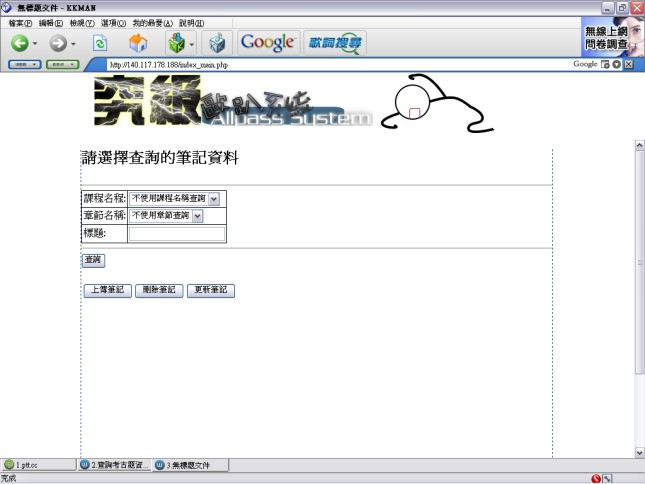 無標題文件 - KKMAN
檔案(F) 編輯(E) 檢視(V) 選項(O) 我的最愛(A) 說明(H)
Google 歌詞搜尋
無線上網
問卷調查
http://140.117.178.188/index_main.php
Google
突破 歐趴系統
Allpass System
請選擇查詢的筆記資料
課程名程: 不使用課程名稱查詢
章節名稱: 不使用章節查詢
標題:
查詢
上傳筆記 刪除筆記 更新筆記
1.ptt.cc 2.查詢考古題資... 3.無標題文件
完成